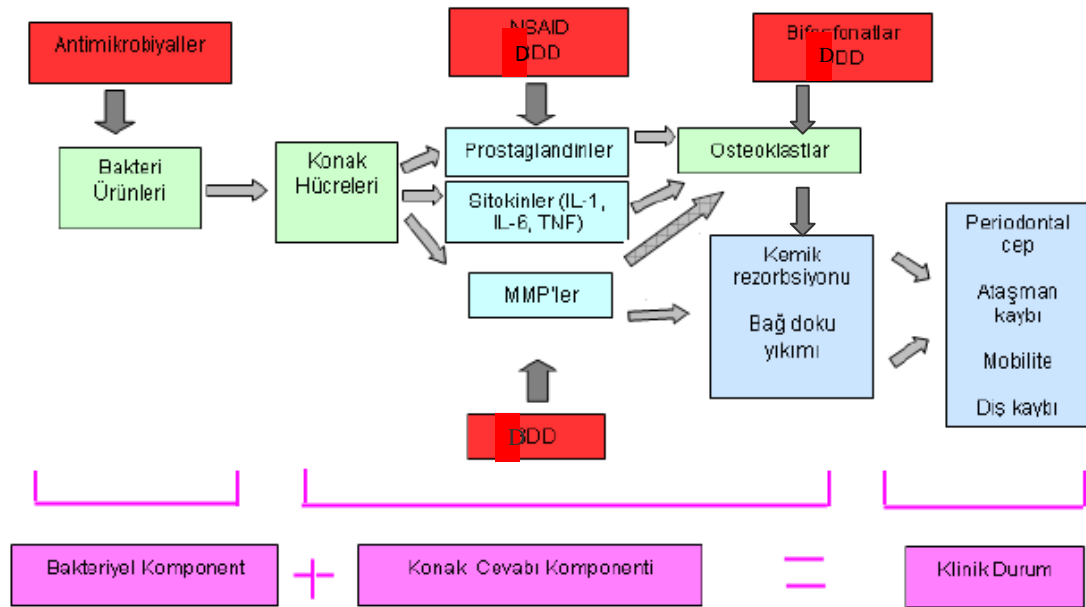 Antimikrobiyaller
NSAID
DDD
Bifosfonatlar
DDD
Bakteri
Ürünleri
Konak
Hücreleri
Prostaglandinler
Sitokinler (IL-1,
IL-6, TNF)
MMP'ler
Osteoklastlar
Kemik
rezorbsiyonu
Bağ doku
yıkımı
Periodontal
cep
Ataşman
kaybı
Mobilite
Diş kaybı
DDD
Bakteriyel Komponent
+
Konak Cevabı Komponenti
=
Klinik Durum